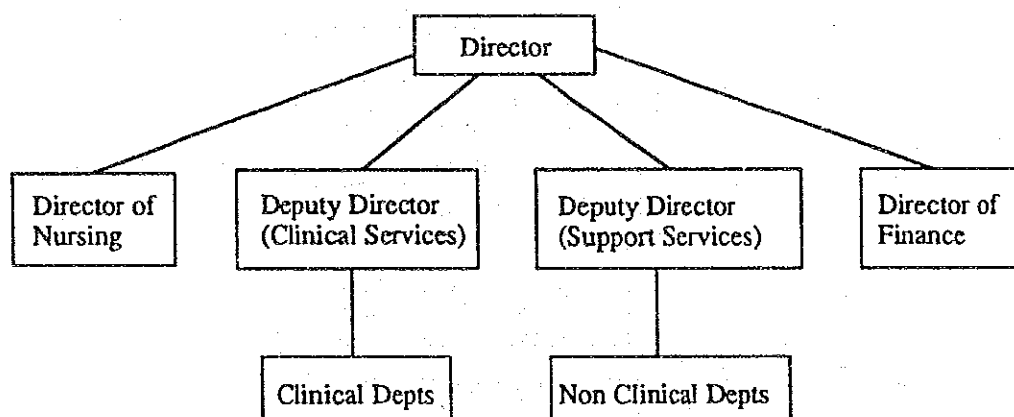 Director
Director of
Nursing
Deputy Director
(Clinical Services)
Deputy Director
(Support Services)
Director of
Finance
Clinical Depts
Non Clinical Depts